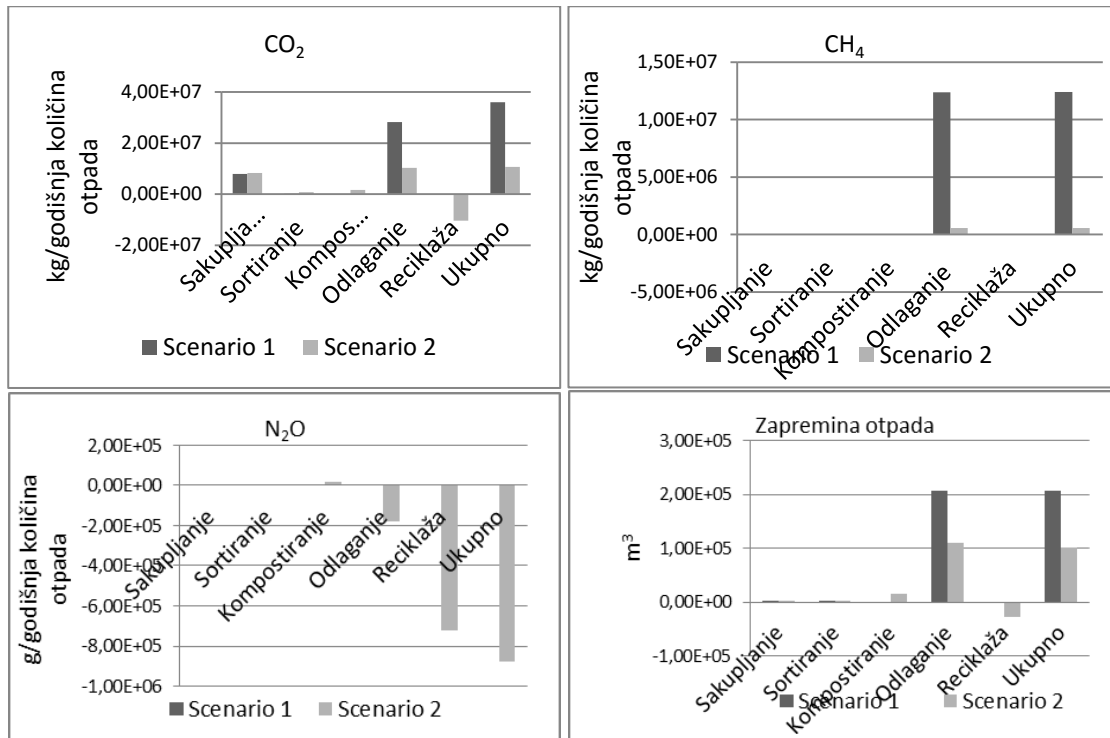 CO₂
kg/godišnja količina
otpada
4,00E+07
2,00E+07
0,00E+00
-2,00E+07
Sakuplja...
Sortiranje
Kompos...
Odlaganje
Reciklaža
Ukupno
Scenario 1
Scenario 2
CH₄
kg/godišnja količina
otpada
1,50E+07
1,00E+07
5,00E+06
0,00E+00
-5,00E+06
Sakupljanje
Sortiranje
Kompostiranje
Odlaganje
Reciklaža
Ukupno
Scenario 1
Scenario 2
N₂O
g/godišnja količina
otpada
2,00E+05
0,00E+00
-2,00E+05
-4,00E+05
-6,00E+05
-8,00E+05
-1,00E+06
Sakupljanje
Sortiranje
Kompostiranje
Odlaganje
Reciklaža
Ukupno
Scenario 1
Scenario 2
Zapremina otpada
m³
3,00E+05
2,00E+05
1,00E+05
0,00E+00
-1,00E+05
Sakupljanje
Sortiranje
Kompostiranje
Odlaganje
Reciklaža
Ukupno
Scenario 1
Scenario 2